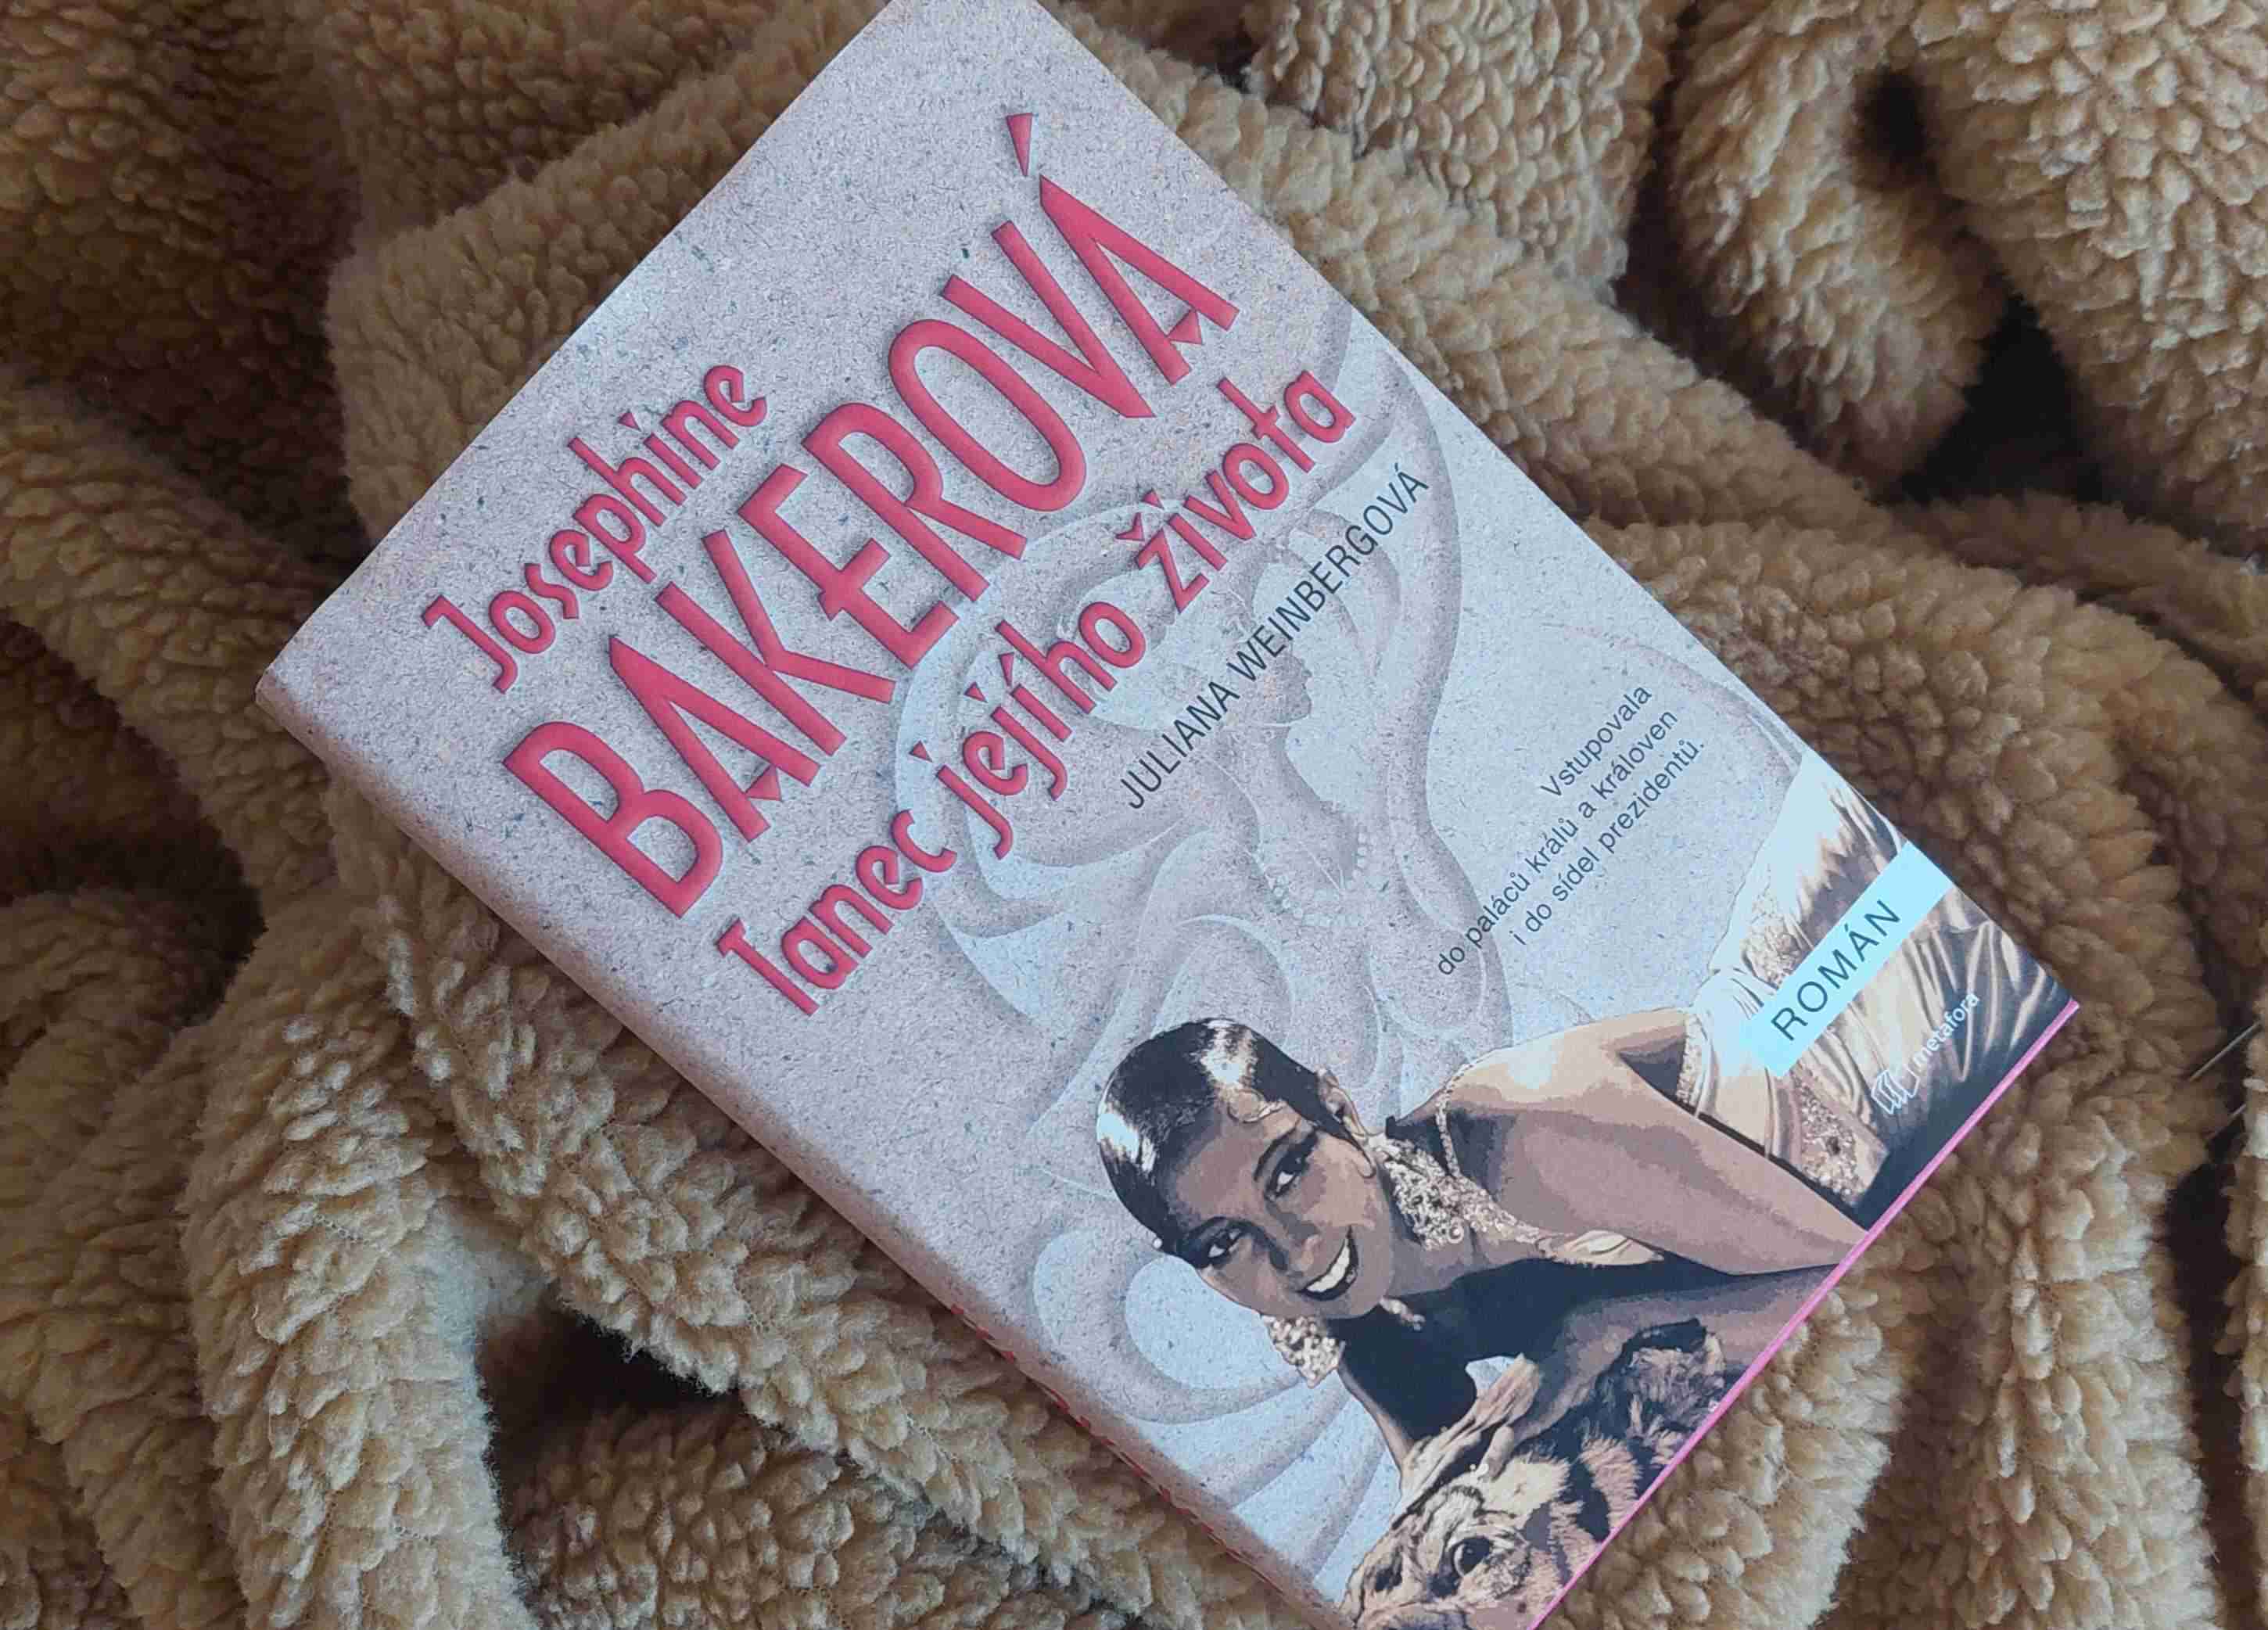 Josephine
BAKEROVÁ
Tanec jejího života
JULIANA WEINBERGOVÁ
Vstupovala
do paláců králů a královen
i do sídel prezidentů.
ROMÁN
metafora